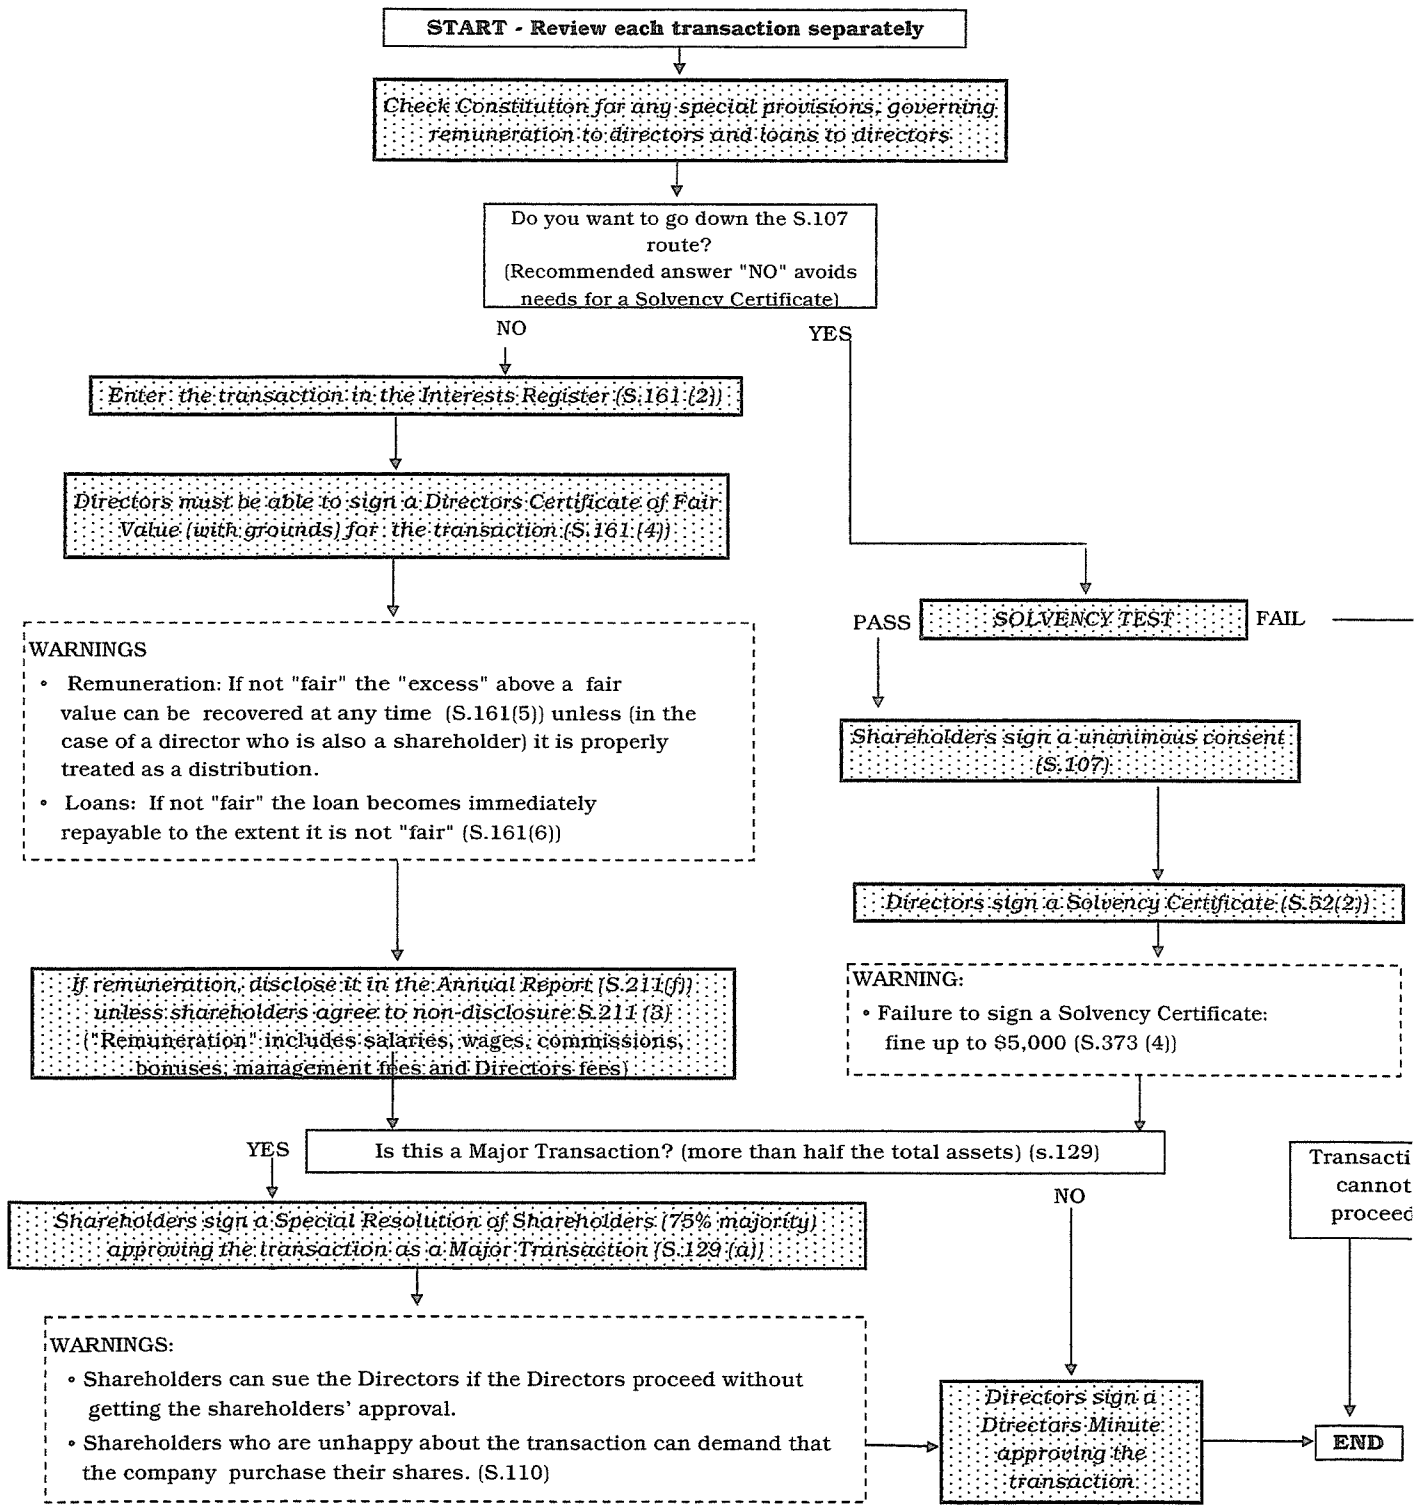 START - Review each transaction separately
Check Constitution for any special provisions, governing
remuneration to directors and loans to directors
Do you want to go down the S.107
route?
(Recommended answer "NO" avoids
needs for a Solvency Certificate)
NO
YES
Enter the transaction in the Interests Register (S.161 (2))
Directors must be able to sign a Directors Certificate of Fair
Value (with grounds) for the transaction (S.161 (4))
PASS
SOLVENCY TEST
FAIL
WARNINGS
• Remuneration: If not "fair" the "excess" above a fair
value can be recovered at any time (S.161(5)) unless (in the
case of a director who is also a shareholder) it is properly
treated as a distribution.
• Loans: If not "fair" the loan becomes immediately
repayable to the extent it is not "fair" (S.161(6))
Shareholders sign a unanimous consent
(S.107)
Directors sign a Solvency Certificate (S.52(2))
If remuneration, disclose it in the Annual Report (S.211(f))
unless shareholders agree to non-disclosure S.211 (3)
("Remuneration" includes salaries, wages, commissions,
bonuses, management fees and Directors fees)
WARNING:
• Failure to sign a Solvency Certificate:
fine up to $5,000 (S.373 (4))
YES
Is this a Major Transaction? (more than half the total assets) (s.129)
NO
Transacti
cannot
proceed
Shareholders sign a Special Resolution of Shareholders (75% majority)
approving the transaction as a Major Transaction (S.129 (a))
WARNINGS:
• Shareholders can sue the Directors if the Directors proceed without
getting the shareholders' approval.
• Shareholders who are unhappy about the transaction can demand that
the company purchase their shares. (S.110)
Directors sign a
Directors Minute
approving the
transaction
END